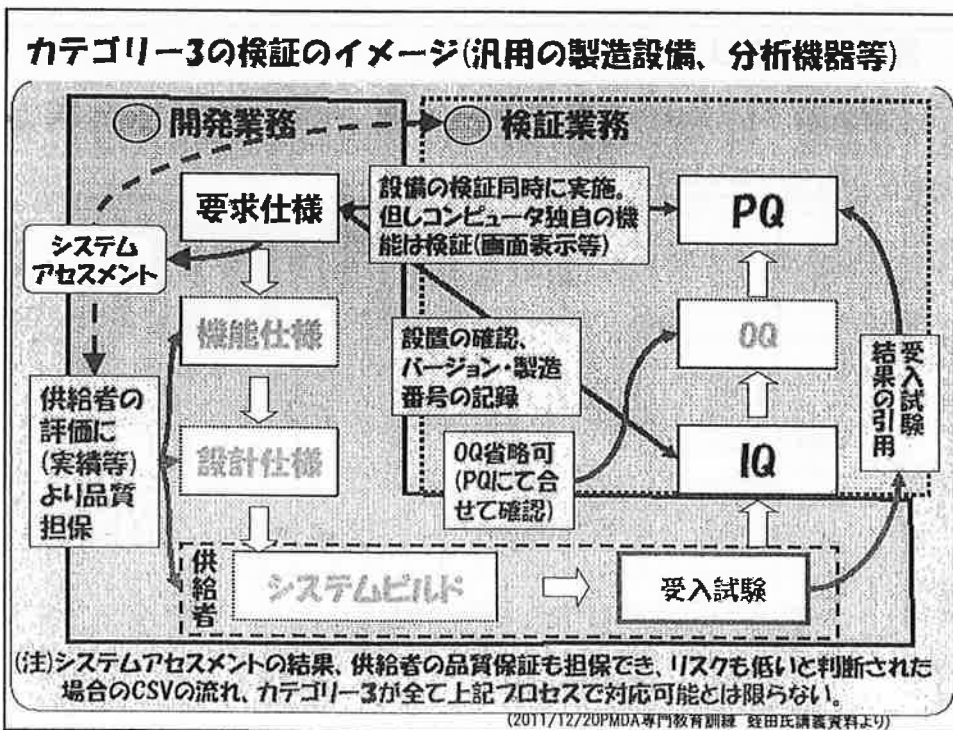 カテゴリー3の検証のイメージ(汎用の製造設備、分析機器等)
開発業務
検証業務
要求仕様
設備の検証同時に実施。
但しコンピュータ独自の機
能は検証(画面表示等)
PQ
システム
アセスメント
機能仕様
設置の確認、
バージョン・製造
番号の記録
OQ
受入試験
結果の引用
供給者の
評価に
(実績等)
より品質
担保
設計仕様
OQ省略可
(PQにて合
せて確認)
IQ
供給者
システムビルド
受入試験
(注)システムアセスメントの結果、供給者の品質保証も担保でき、リスクも低いと判断された
場合のCSVの流れ、カテゴリー3が全て上記プロセスで対応可能とは限らない。
(2011/12/20PMDA専門教育訓練 蛭田氏講義資料より)